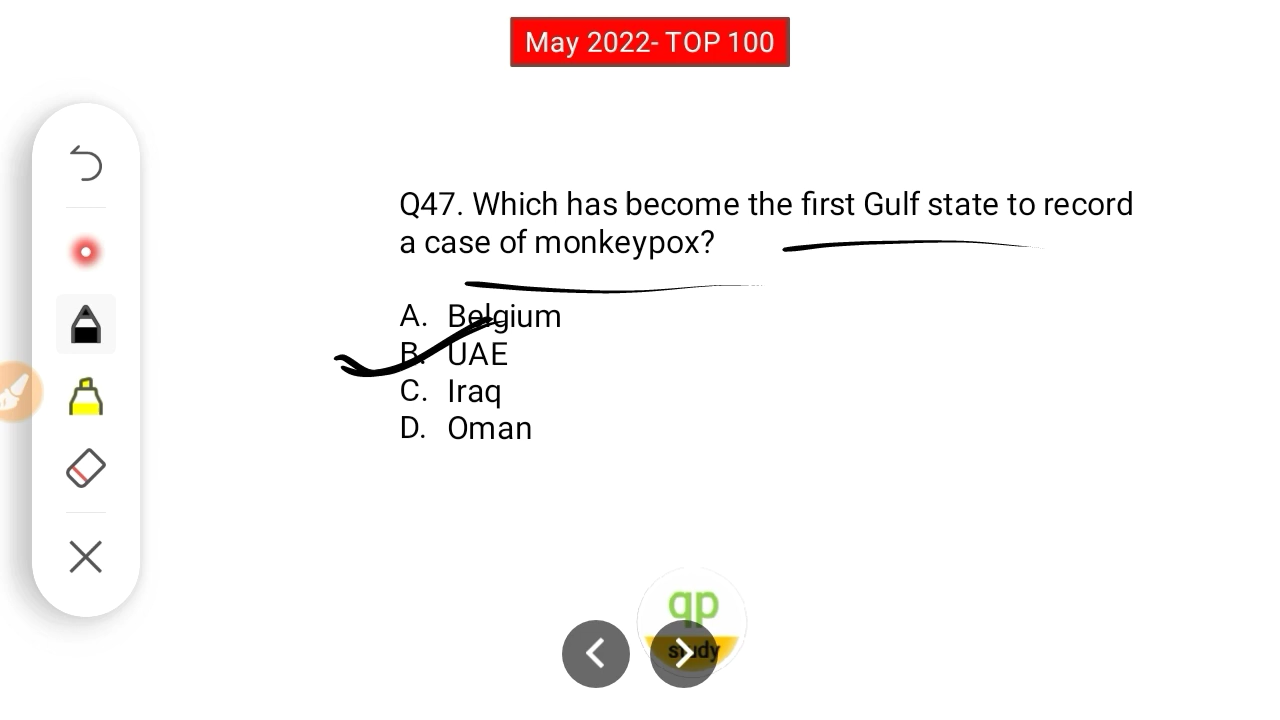 May 2022- TOP 100
Q47. Which has become the first Gulf state to record
a case of monkeypox?
A. Belgium
B. UAE
C. Iraq
D. Oman
qp
study